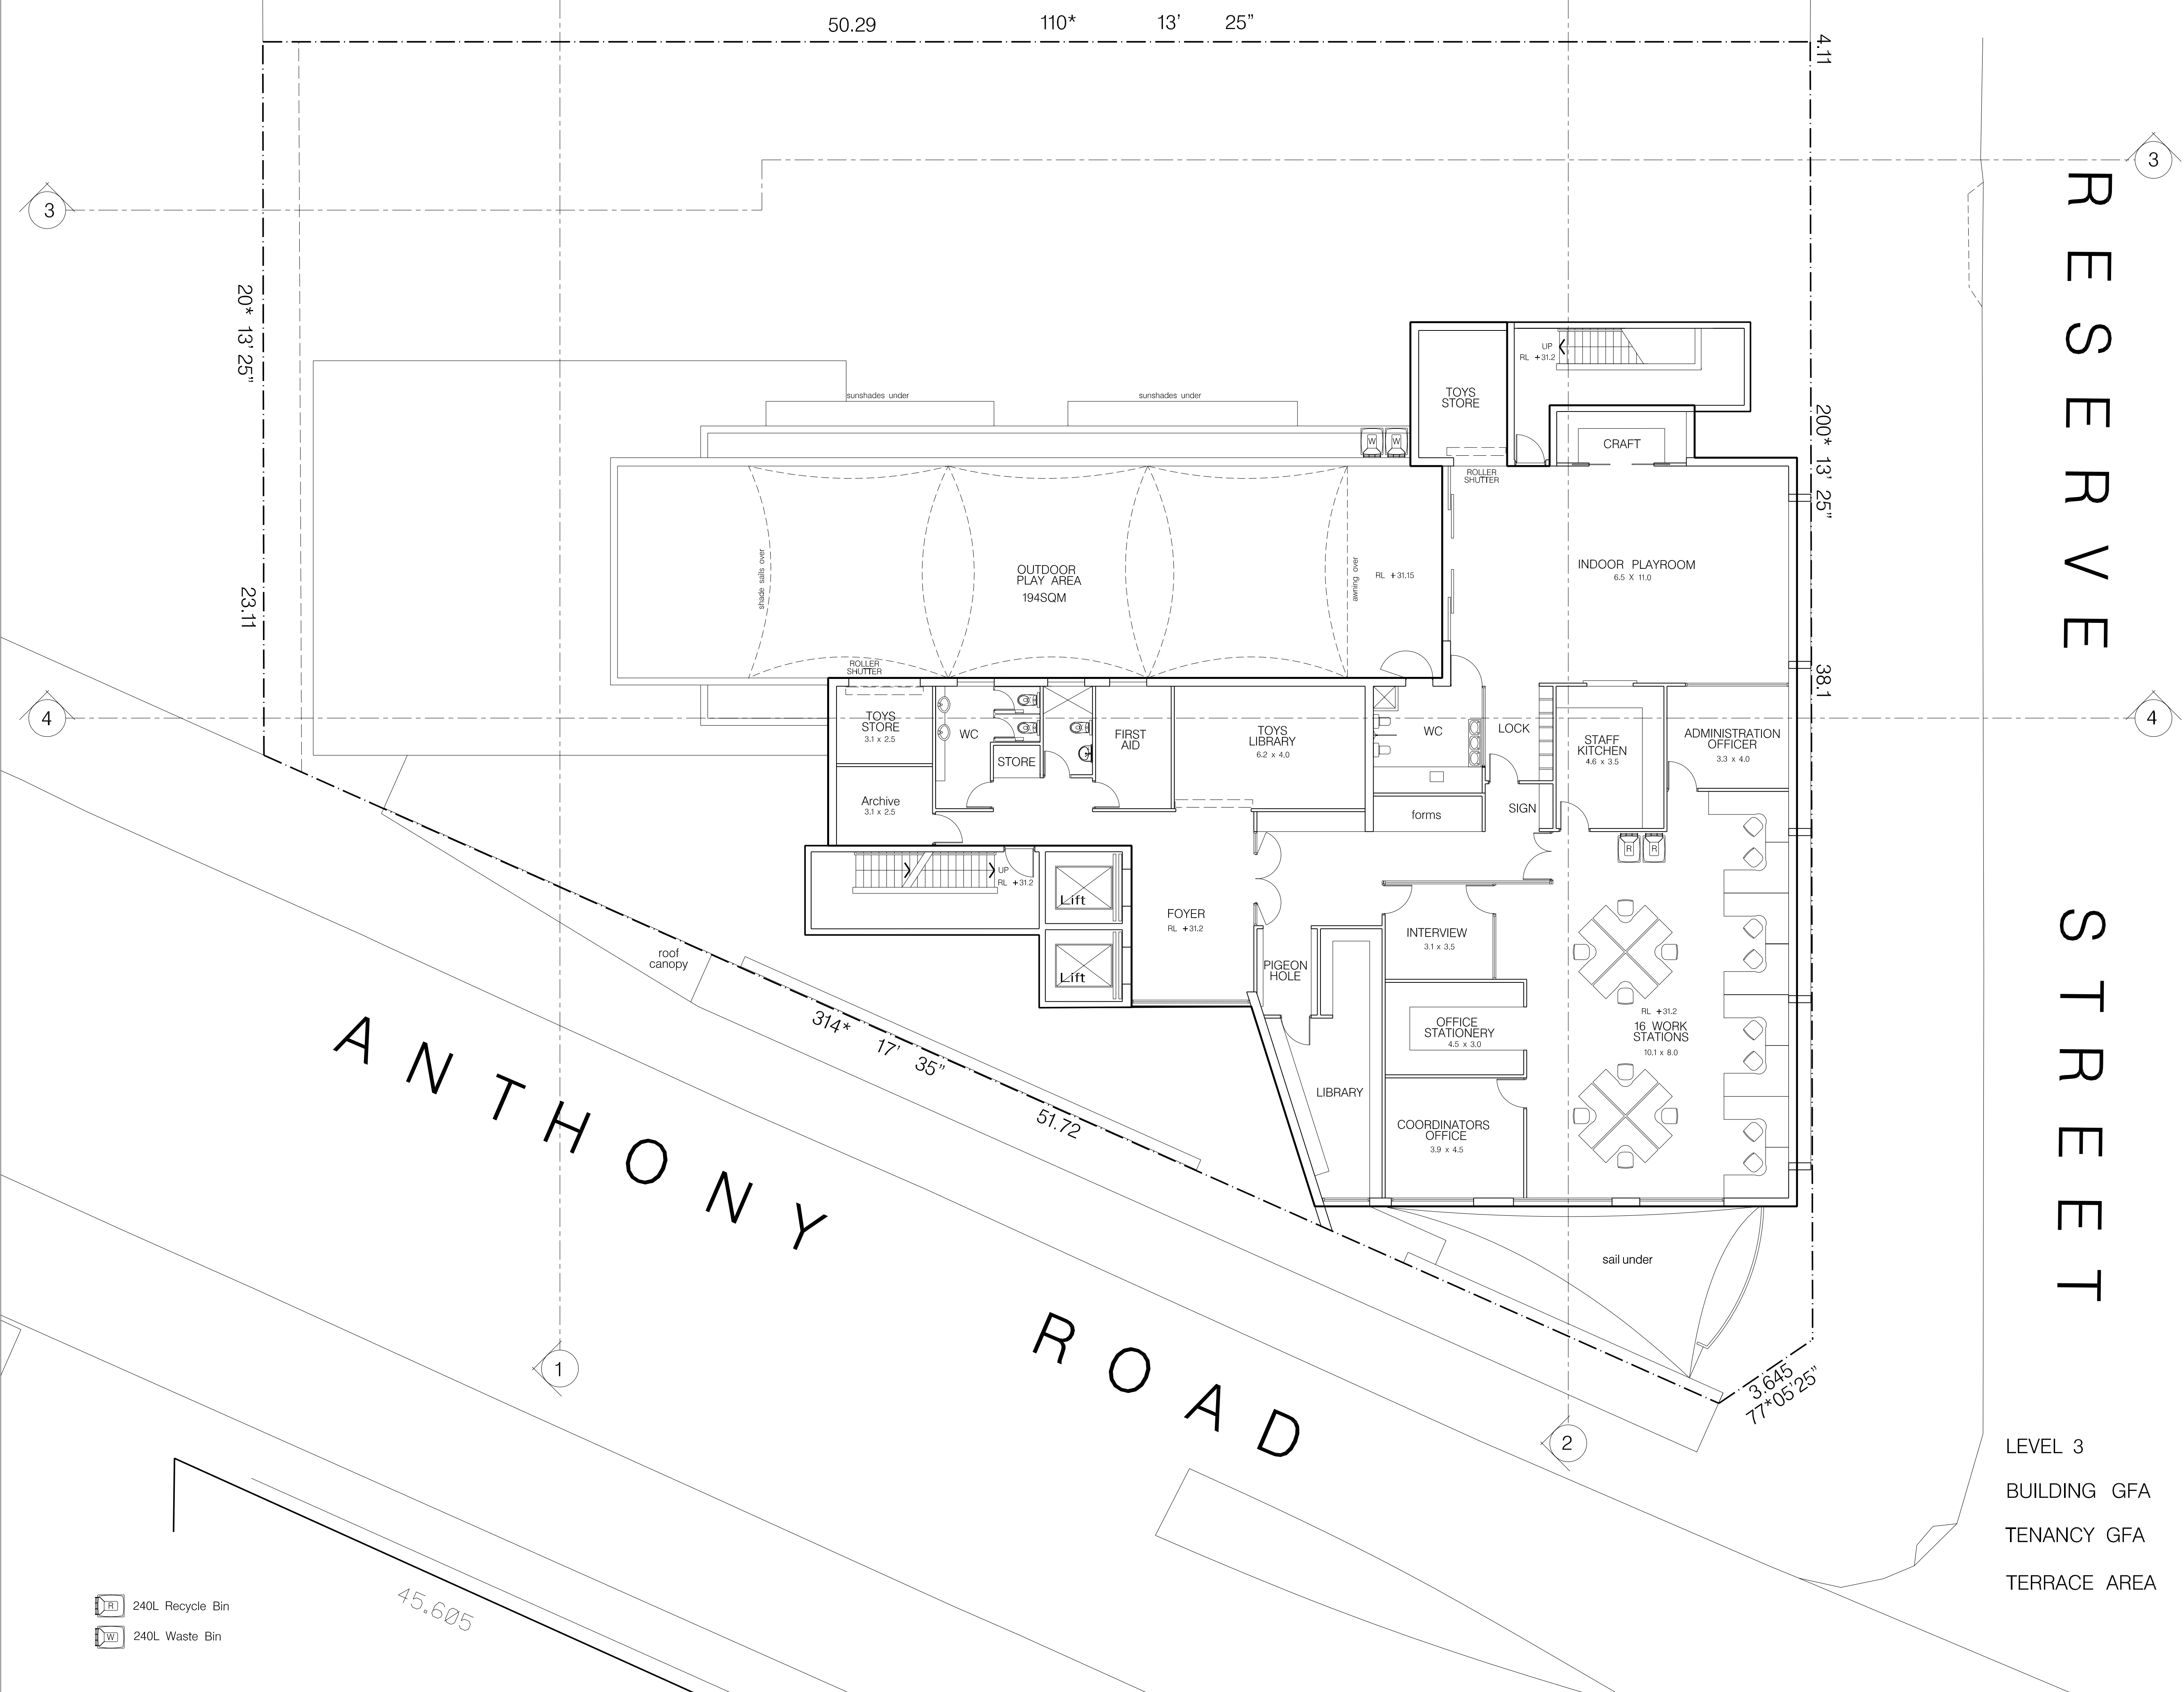 50.29 110* 13' 25"
4.11
3
3
20* 13' 25"
23.11
200* 13' 25"
38.1
RESERVE STREET
UP
RL +31.2
TOYS
STORE
sunshades under
sunshades under
W
W
CRAFT
ROLLER
SHUTTER
shade sails over
OUTDOOR
PLAY AREA
194SQM
awning over
RL +31.15
INDOOR PLAYROOM
6.5 X 11.0
ROLLER
SHUTTER
4
4
TOYS
STORE
3.1 x 2.5
WC
STORE
FIRST
AID
TOYS
LIBRARY
6.2 x 4.0
WC
LOCK
STAFF
KITCHEN
4.6 x 3.5
ADMINISTRATION
OFFICER
3.3 x 4.0
Archive
3.1 x 2.5
forms
SIGN
R
R
UP
RL +31.2
Lift
Lift
FOYER
RL +31.2
INTERVIEW
3.1 x 3.5
PIGEON
HOLE
OFFICE
STATIONERY
4.5 x 3.0
RL +31.2
16 WORK
STATIONS
10.1 x 8.0
LIBRARY
COORDINATORS
OFFICE
3.9 x 4.5
roof
canopy
314* 17' 35"
51.72
ANTHONY ROAD
sail under
3.645
77*05'25"
1
2
LEVEL 3
BUILDING GFA
TENANCY GFA
TERRACE AREA
R 240L Recycle Bin
W 240L Waste Bin
45.605